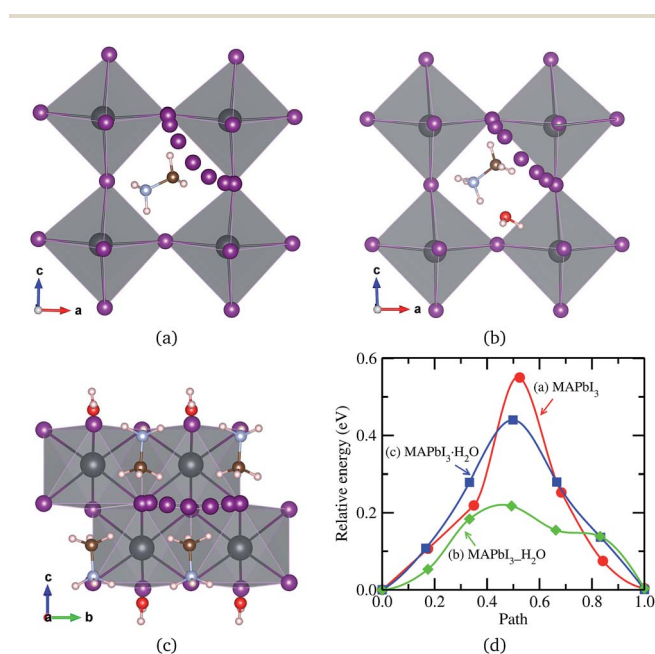 c
a
(a)
c
a
(b)
c
a
b
(c)
0.6
0.4
0.2
0.0
0.0
0.2
0.4
0.6
0.8
1.0
Relative energy (eV)
Path
(a) MAPbI₃
(c) MAPbI₃·H₂O
(b) MAPbI₃_H₂O
(d)